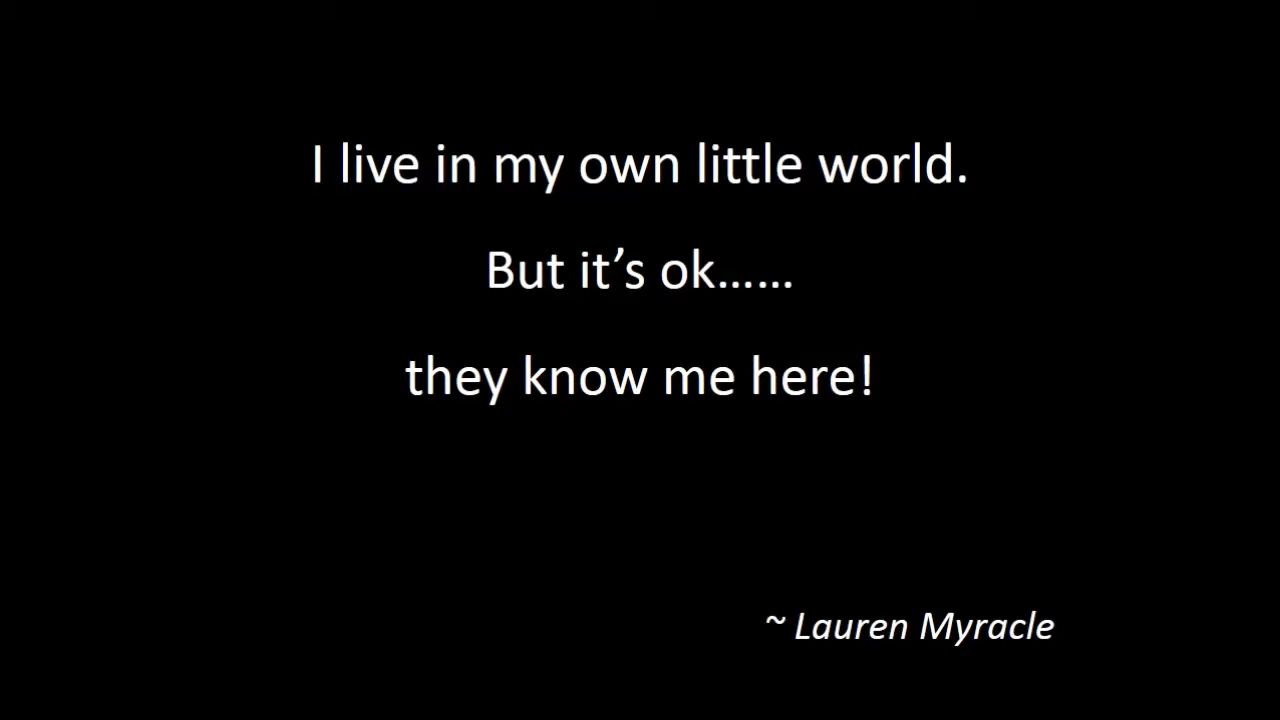 I live in my own little world.
But it’s ok......
they know me here!
~ Lauren Myracle